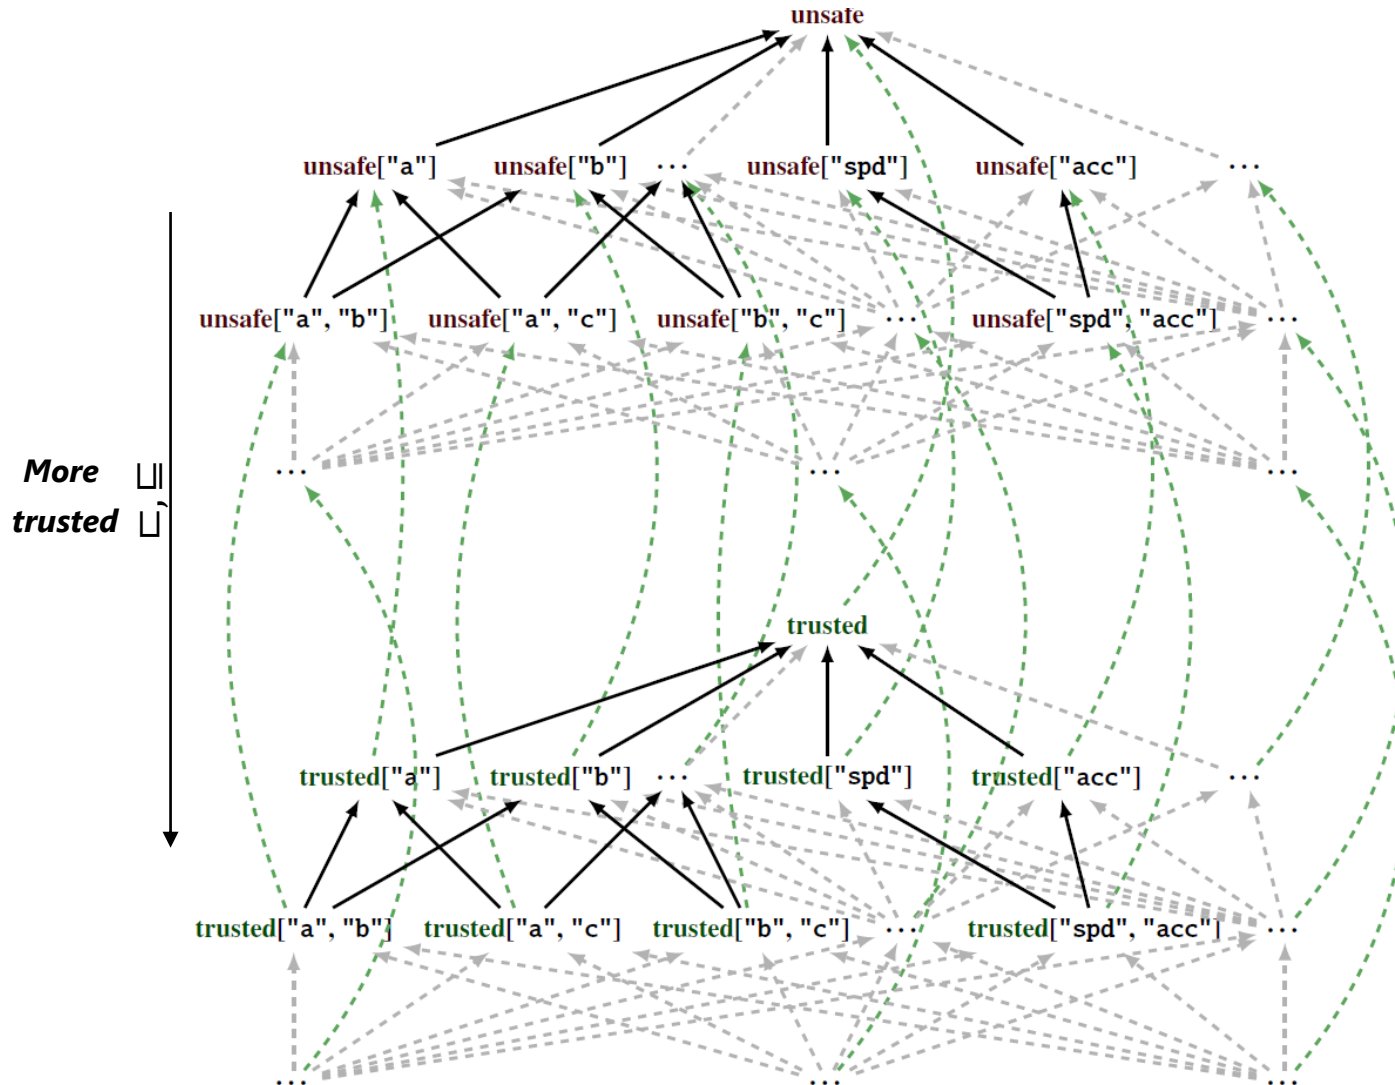 unsafe
unsafe["a"] unsafe["b"] ... unsafe["spd"] unsafe["acc"] ...
unsafe["a", "b"] unsafe["a", "c"] unsafe["b", "c"] ... unsafe["spd", "acc"] ...
... ... ...
More
trusted
trusted
trusted["a"] trusted["b"] ... trusted["spd"] trusted["acc"] ...
trusted["a", "b"] trusted["a", "c"] trusted["b", "c"] ... trusted["spd", "acc"] ...
... ... ...